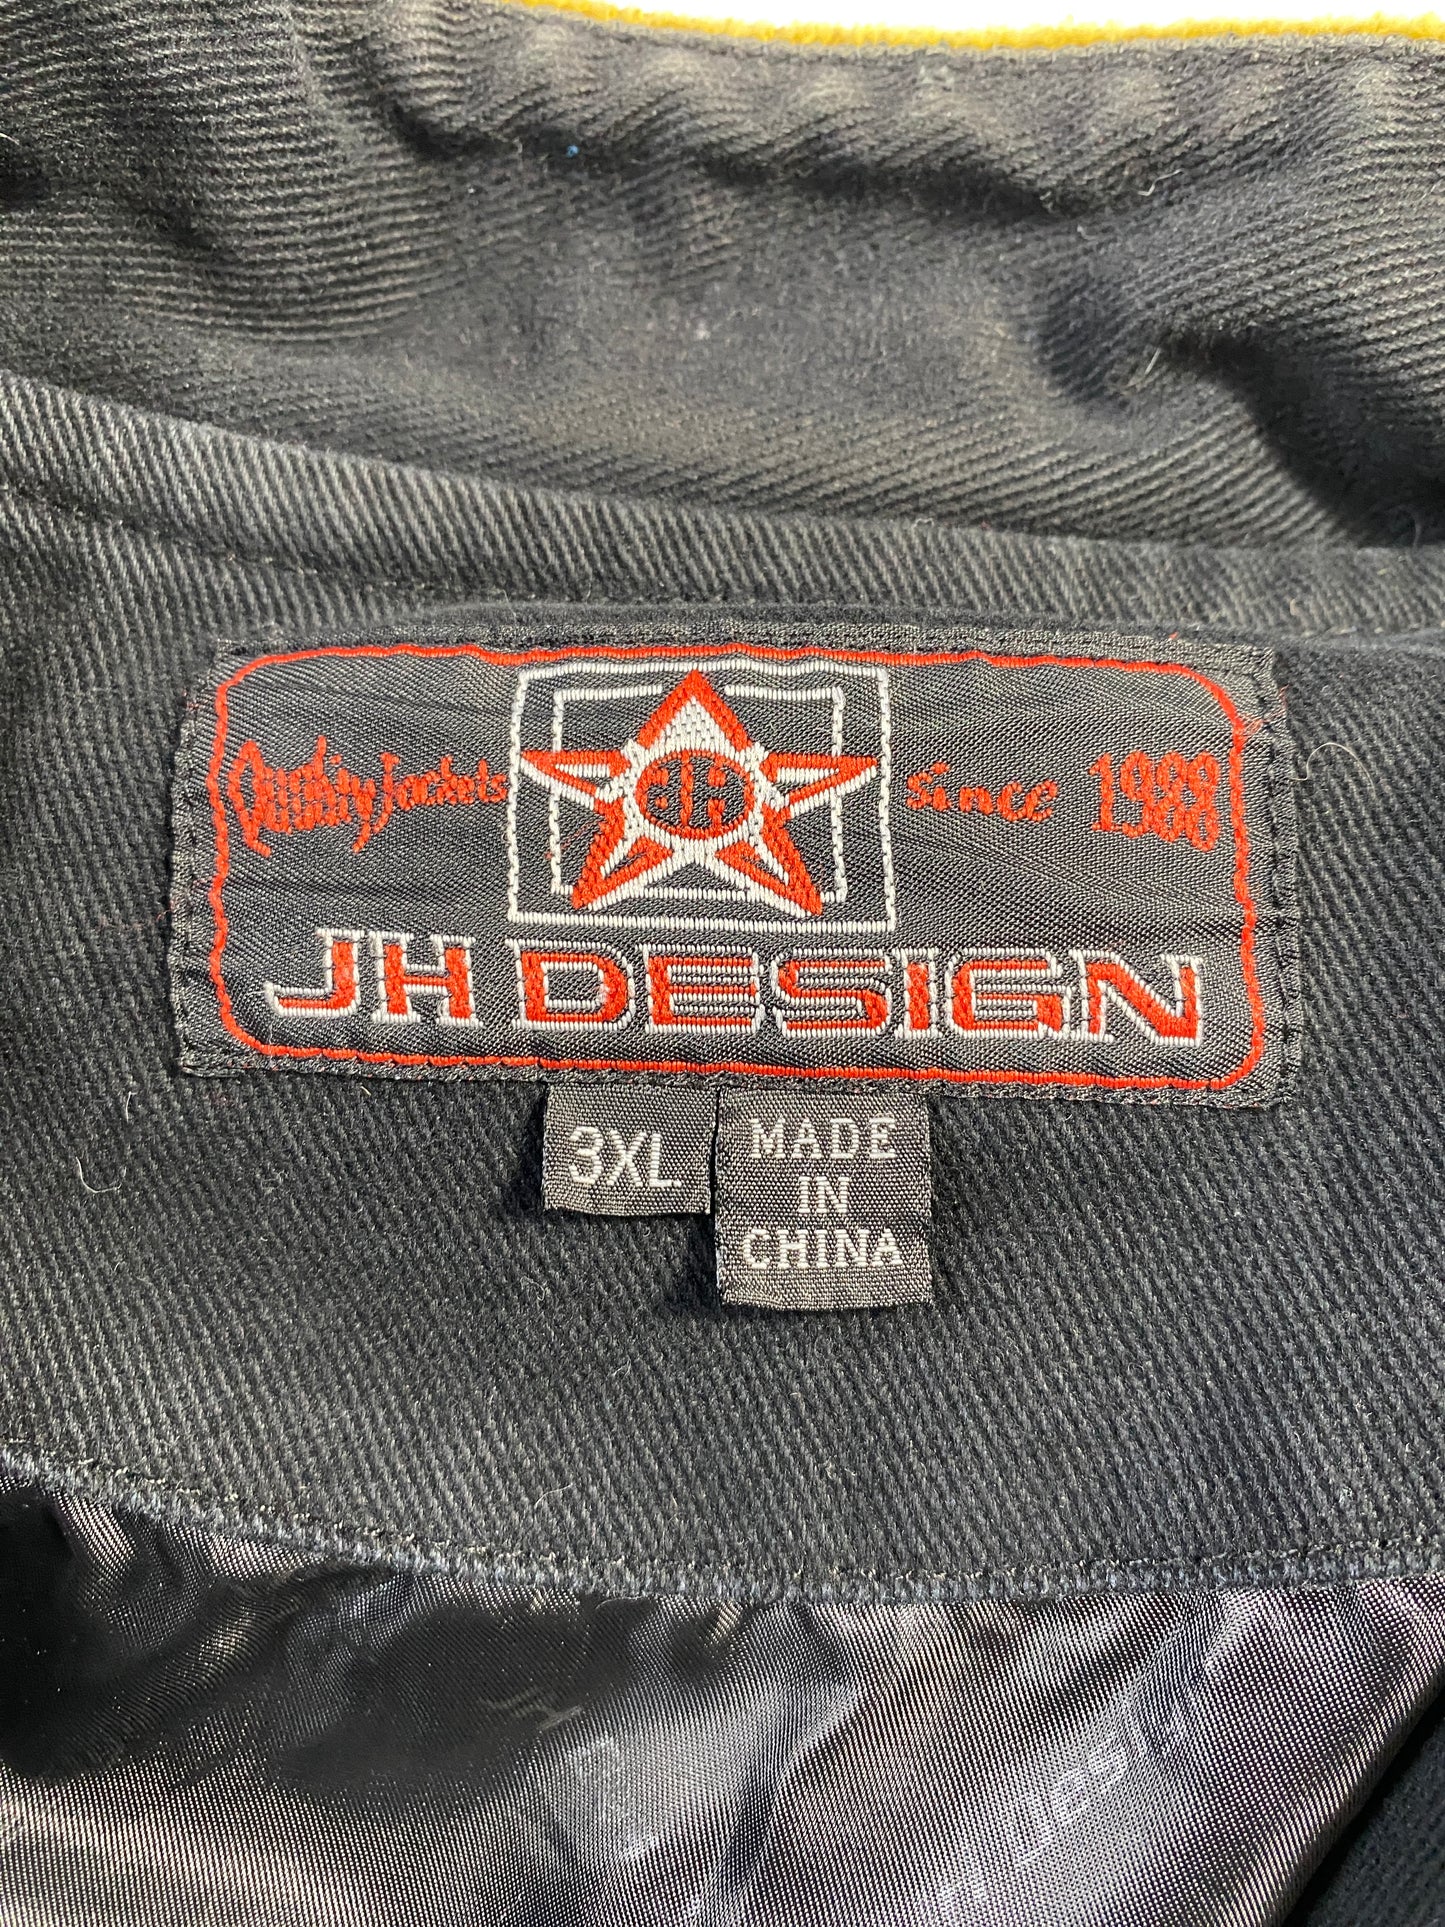 Quality Jackets
JH
Since 1988
JH DESIGN
3XL
MADE
IN
CHINA